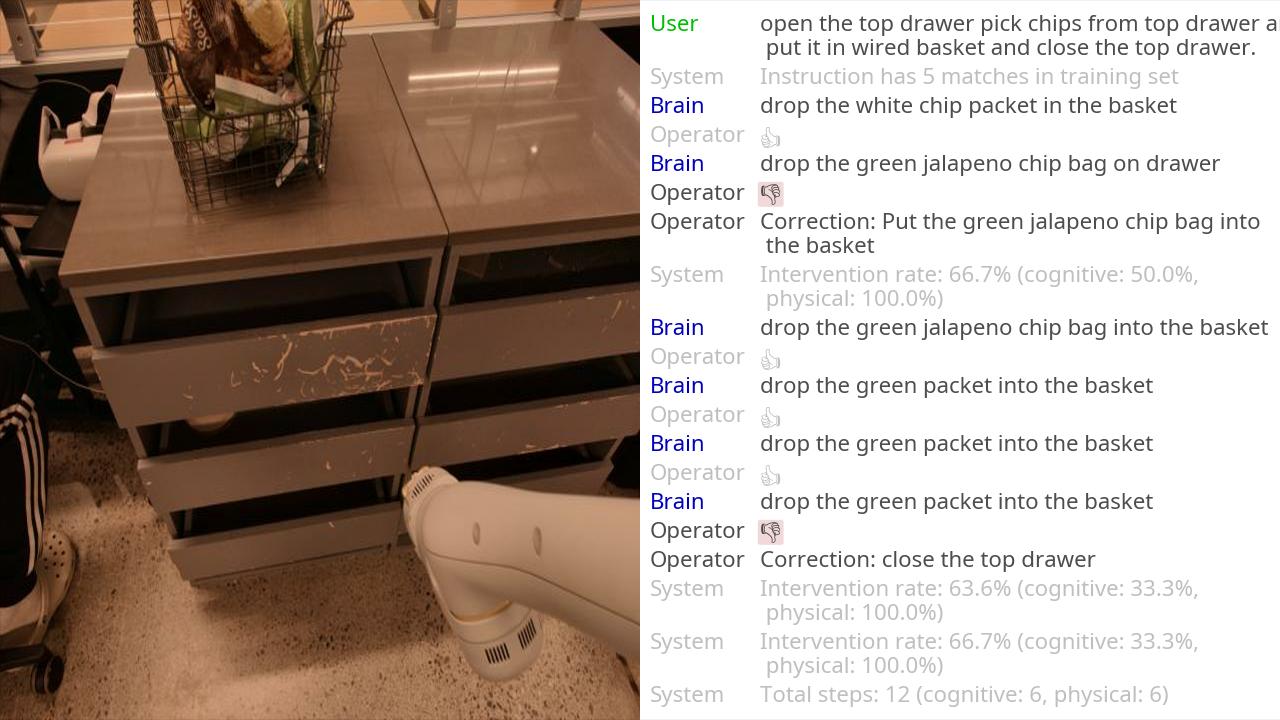 User open the top drawer pick chips from top drawer a
put it in wired basket and close the top drawer.
System Instruction has 5 matches in training set
Brain drop the white chip packet in the basket
Operator 👍
Brain drop the green jalapeno chip bag on drawer
Operator 👎
Operator Correction: Put the green jalapeno chip bag into
the basket
System Intervention rate: 66.7% (cognitive: 50.0%,
physical: 100.0%)
Brain drop the green jalapeno chip bag into the basket
Operator 👍
Brain drop the green packet into the basket
Operator 👍
Brain drop the green packet into the basket
Operator 👍
Brain drop the green packet into the basket
Operator 👎
Operator Correction: close the top drawer
System Intervention rate: 63.6% (cognitive: 33.3%,
physical: 100.0%)
System Intervention rate: 66.7% (cognitive: 33.3%,
physical: 100.0%)
System Total steps: 12 (cognitive: 6, physical: 6)